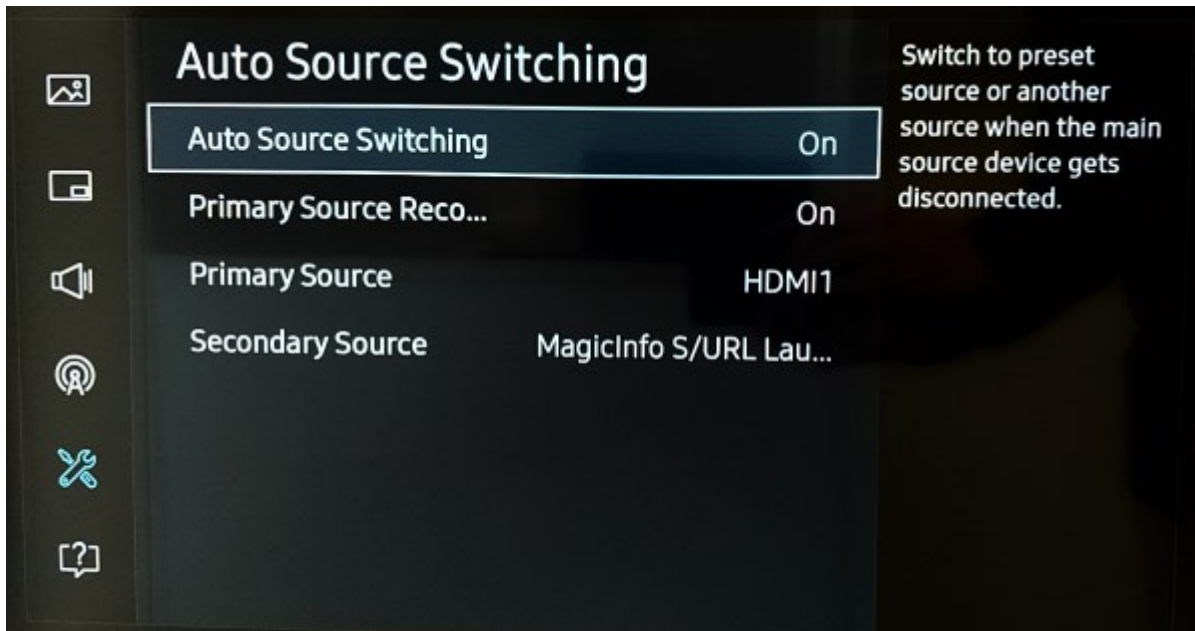 Auto Source Switching
Auto Source Switching On
Primary Source Reco... On
Primary Source HDMI1
Secondary Source MagicInfo S/URL Lau...
Switch to preset
source or another
source when the main
source device gets
disconnected.